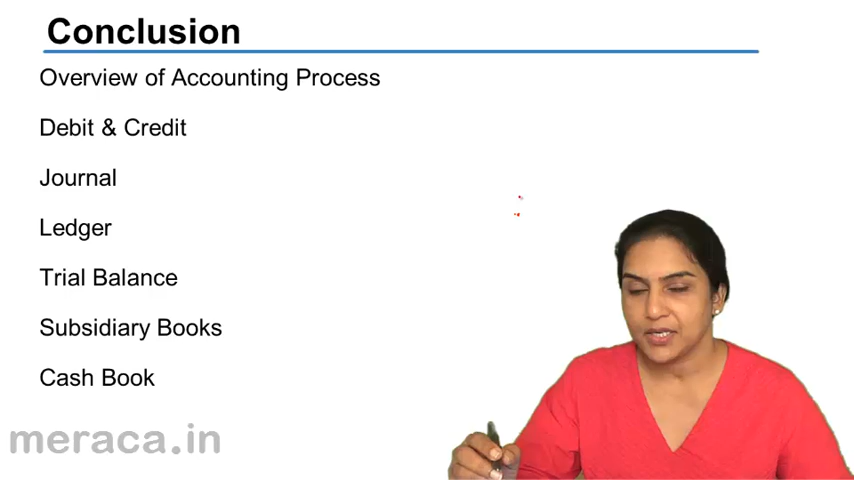 Conclusion
Overview of Accounting Process
Debit & Credit
Journal
Ledger
Trial Balance
Subsidiary Books
Cash Book
meraca.in